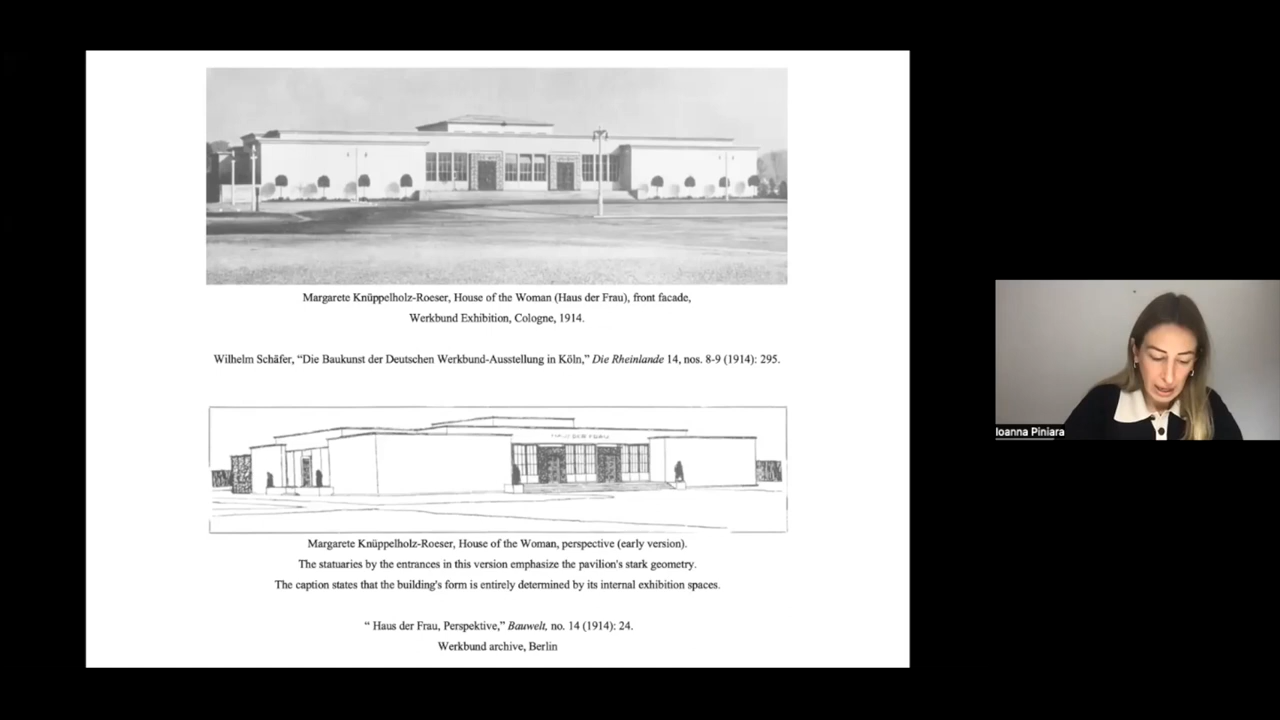 Margarete Knüppelholz-Roeser, House of the Woman (Haus der Frau), front facade,
Werkbund Exhibition, Cologne, 1914.
Wilhelm Schäfer, “Die Baukunst der Deutschen Werkbund-Ausstellung in Köln,” Die Rheinlande 14, nos. 8-9 (1914): 295.
HAUS DER FRAU
Margarete Knüppelholz-Roeser, House of the Woman, perspective (early version).
The statuaries by the entrances in this version emphasize the pavilion's stark geometry.
The caption states that the building's form is entirely determined by its internal exhibition spaces.
“ Haus der Frau, Perspektive,” Bauwelt, no. 14 (1914): 24.
Werkbund archive, Berlin
Ioanna Piniara